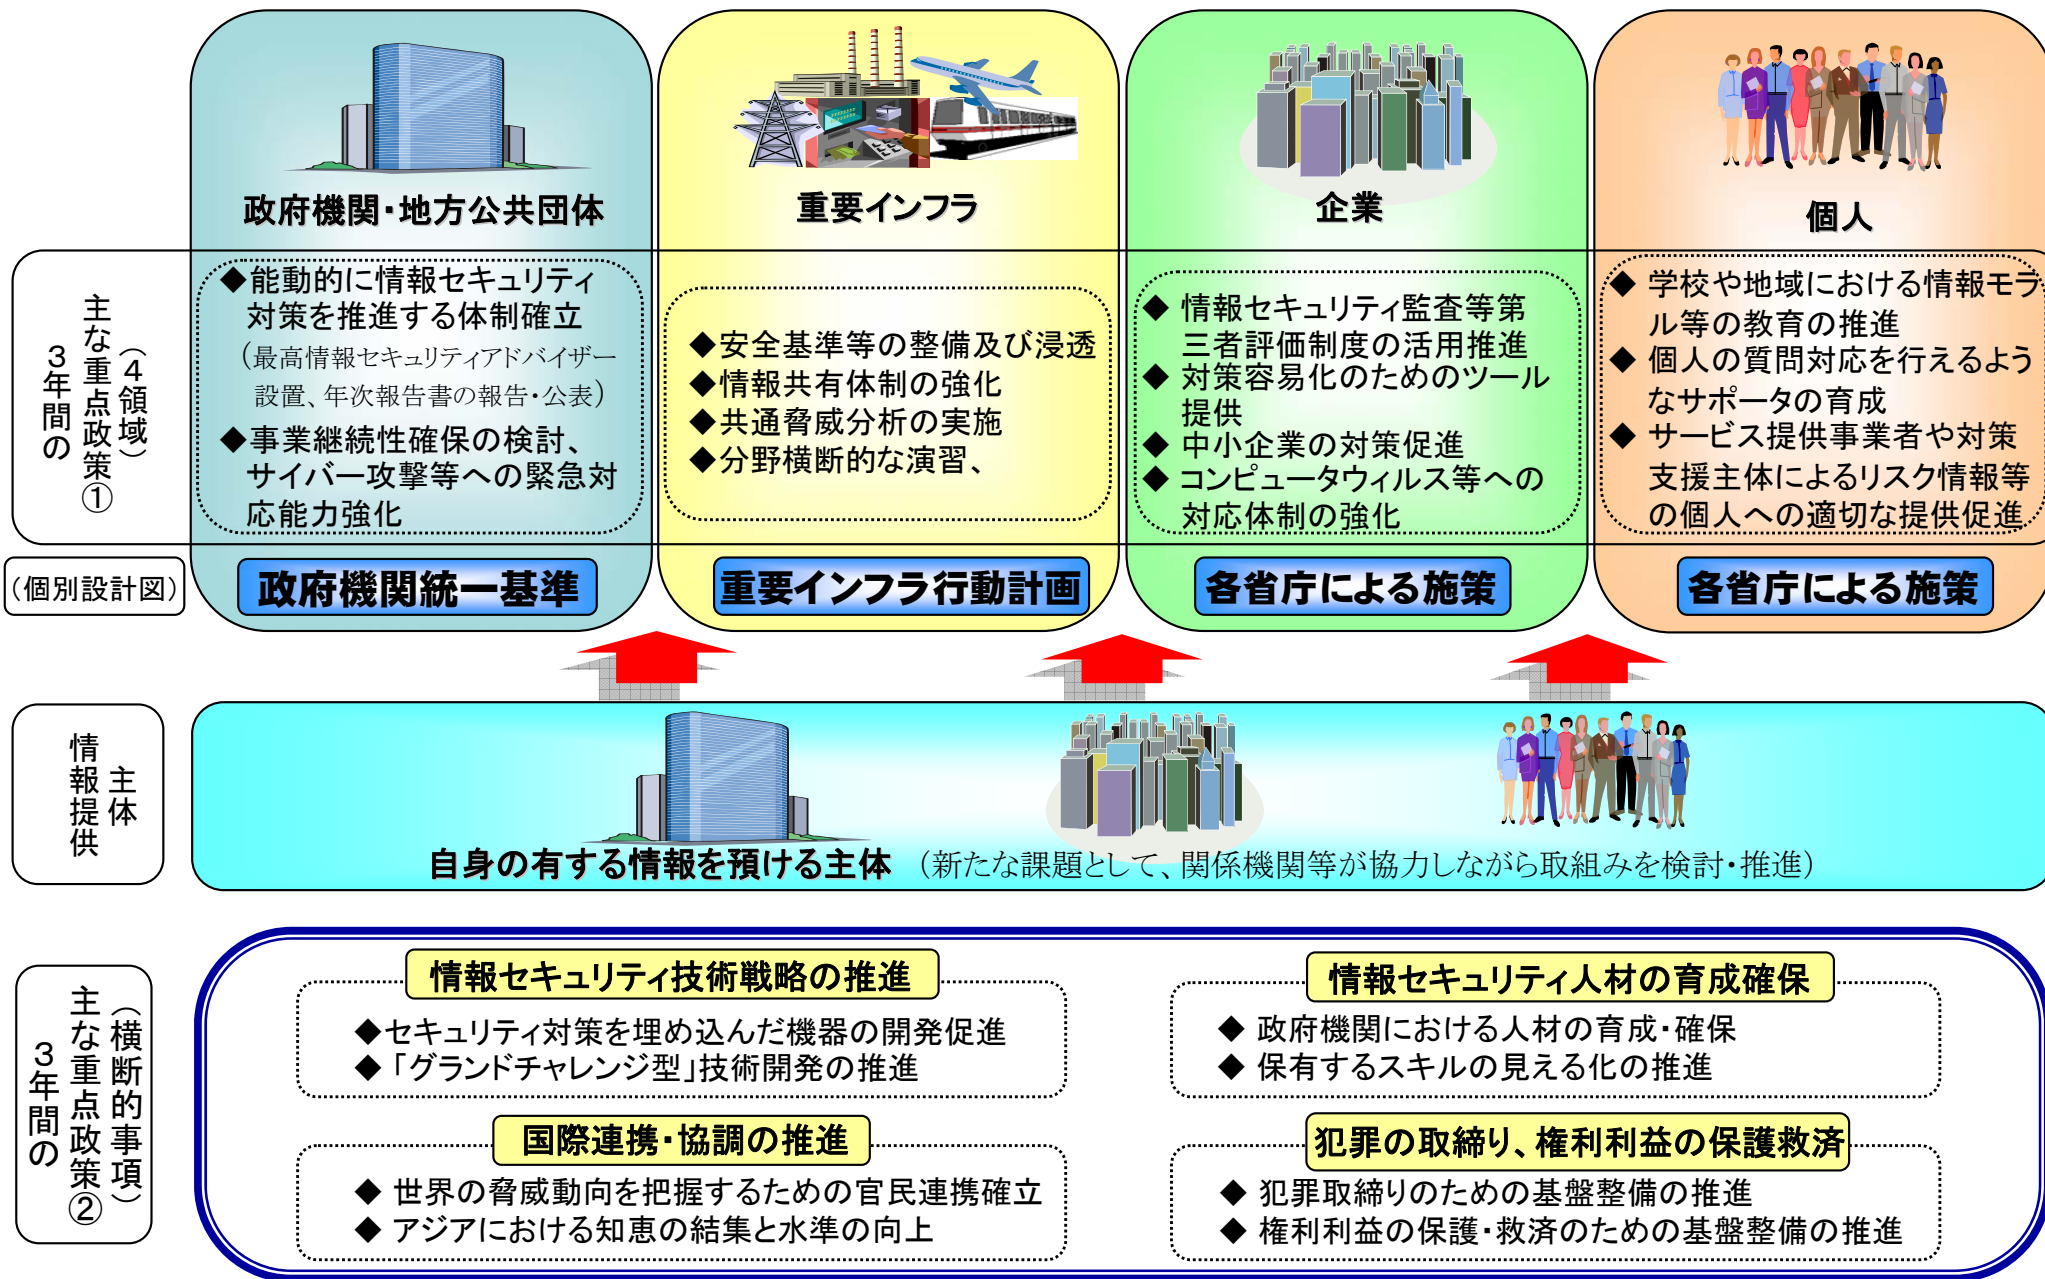 政府機関・地方公共団体
重要インフラ
企業
個人
３年間の
主な重点政策①
（４領域）
◆能動的に情報セキュリティ
対策を推進する体制確立
（最高情報セキュリティアドバイザー
設置、年次報告書の報告・公表）
◆事業継続性確保の検討、
サイバー攻撃等への緊急対
応能力強化
◆安全基準等の整備及び浸透
◆情報共有体制の強化
◆共通脅威分析の実施
◆分野横断的な演習、
◆ 情報セキュリティ監査等第
三者評価制度の活用推進
◆ 対策容易化のためのツール
提供
◆ 中小企業の対策促進
◆ コンピュータウィルス等への
対応体制の強化
◆ 学校や地域における情報モラ
ル等の教育の推進
◆ 個人の質問対応を行えるよう
なサポータの育成
◆ サービス提供事業者や対策
支援主体によるリスク情報等
の個人への適切な提供促進
（個別設計図）
政府機関統一基準
重要インフラ行動計画
各省庁による施策
各省庁による施策
情報提供
主体
自身の有する情報を預ける主体 （新たな課題として、関係機関等が協力しながら取組みを検討・推進）
３年間の
主な重点政策②
（横断的事項）
情報セキュリティ技術戦略の推進
◆セキュリティ対策を埋め込んだ機器の開発促進
◆「グランドチャレンジ型」技術開発の推進
情報セキュリティ人材の育成確保
◆ 政府機関における人材の育成・確保
◆ 保有するスキルの見える化の推進
国際連携・協調の推進
◆ 世界の脅威動向を把握するための官民連携確立
◆ アジアにおける知恵の結集と水準の向上
犯罪の取締り、権利利益の保護救済
◆ 犯罪取締りのための基盤整備の推進
◆ 権利利益の保護・救済のための基盤整備の推進